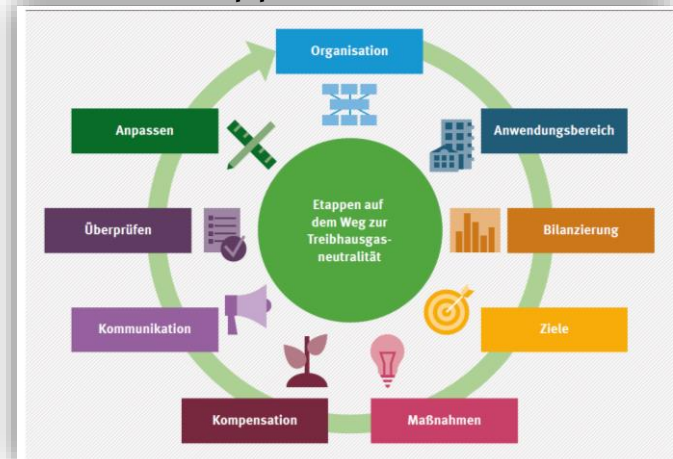 Organisation
Anwendungsbereich
Bilanzierung
Ziele
Maßnahmen
Kompensation
Kommunikation
Überprüfen
Anpassen
Etappen auf
dem Weg zur
Treibhausgas-
neutralität